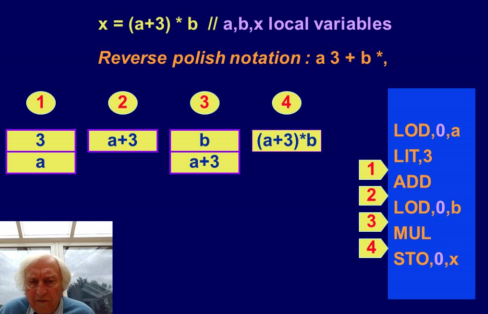 x = (a+3) * b // a,b,x local variables
Reverse polish notation : a 3 + b *,
1 2 3 4
3 a+3 b (a+3)*b
a a+3
LOD,0,a
LIT,3
1
ADD
2
LOD,0,b
3
MUL
4
STO,0,x